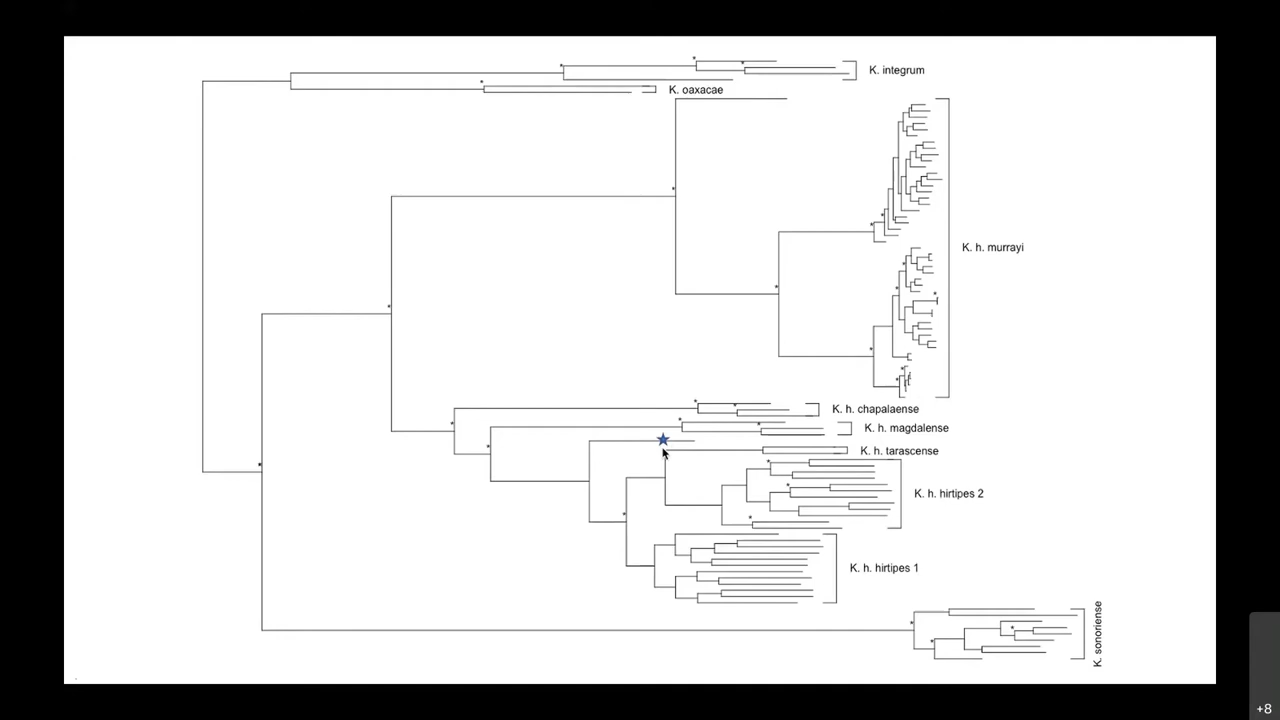 K. integrum
K. oaxacae
K. h. murrayi
K. h. chapalaense
K. h. magdalense
K. h. tarascense
K. h. hirtipes 2
K. h. hirtipes 1
K. sonoriense
+8